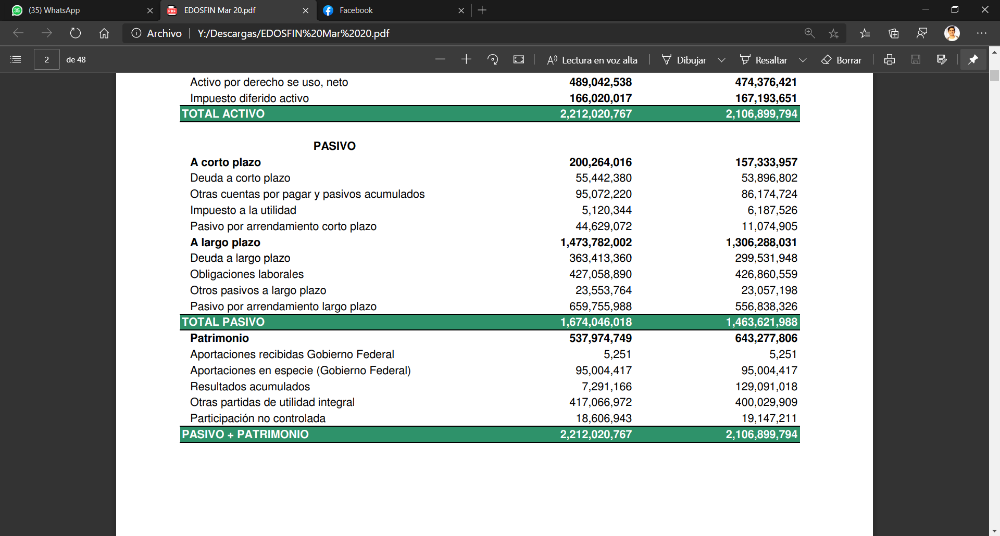 35 (35) WhatsApp
PDF EDOSFIN Mar 20.pdf
Facebook
Archivo Y:/Descargas/EDOSFIN%20Mar%2020.pdf
2 de 48
A Lectura en voz alta Dibujar Resaltar Borrar
Activo por derecho se uso, neto 489,042,538 474,376,421
Impuesto diferido activo 166,020,017 167,193,651
TOTAL ACTIVO 2,212,020,767 2,106,899,794
PASIVO
A corto plazo 200,264,016 157,333,957
Deuda a corto plazo 55,442,380 53,896,802
Otras cuentas por pagar y pasivos acumulados 95,072,220 86,174,724
Impuesto a la utilidad 5,120,344 6,187,526
Pasivo por arrendamiento corto plazo 44,629,072 11,074,905
A largo plazo 1,473,782,002 1,306,288,031
Deuda a largo plazo 363,413,360 299,531,948
Obligaciones laborales 427,058,890 426,860,559
Otros pasivos a largo plazo 23,553,764 23,057,198
Pasivo por arrendamiento largo plazo 659,755,988 556,838,326
TOTAL PASIVO 1,674,046,018 1,463,621,988
Patrimonio 537,974,749 643,277,806
Aportaciones recibidas Gobierno Federal 5,251 5,251
Aportaciones en especie (Gobierno Federal) 95,004,417 95,004,417
Resultados acumulados 7,291,166 129,091,018
Otras partidas de utilidad integral 417,066,972 400,029,909
Participación no controlada 18,606,943 19,147,211
PASIVO + PATRIMONIO 2,212,020,767 2,106,899,794